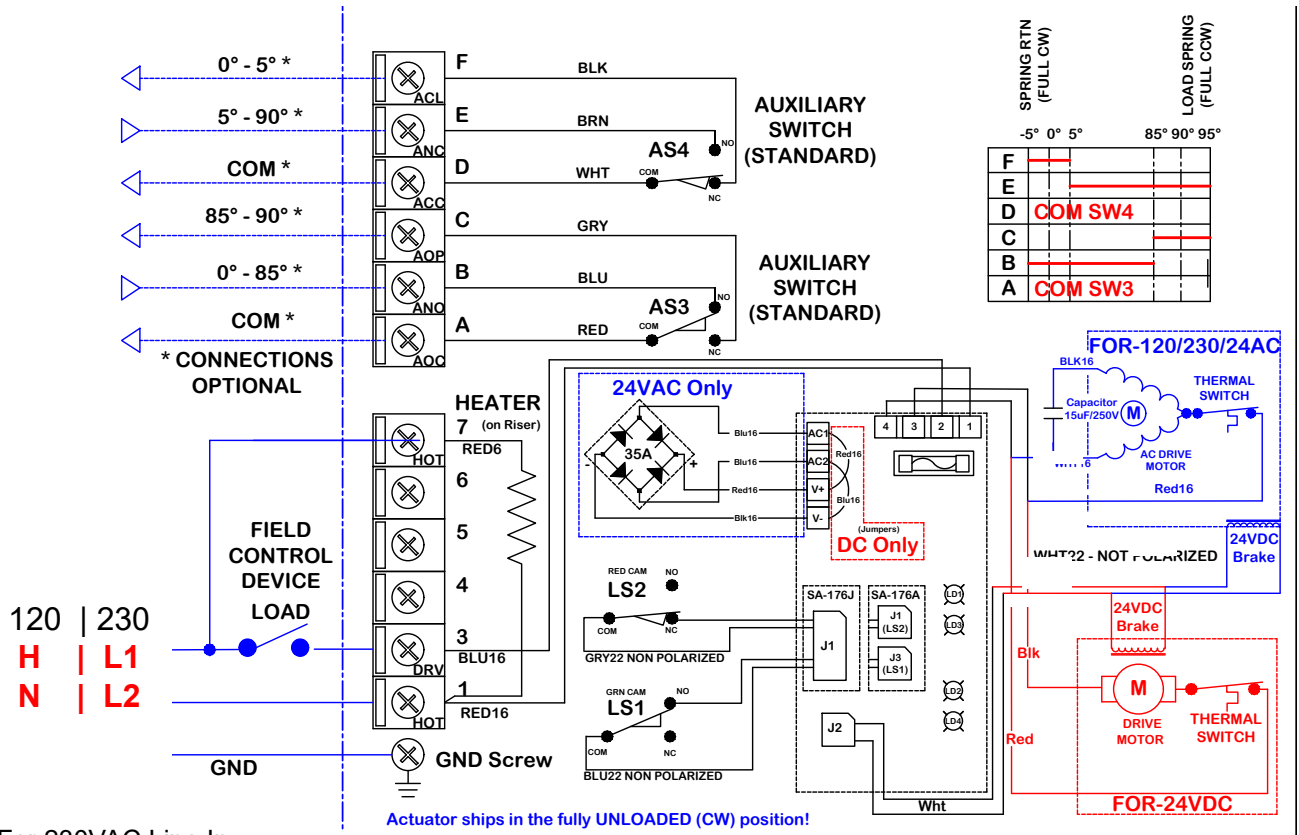 0° - 5° *
5° - 90° *
COM *
85° - 90° *
0° - 85° *
COM *
* CONNECTIONS
OPTIONAL
F
ACL
E
ANC
D
ACC
C
AOP
B
ANO
A
AOC
BLK
BRN
WHT
GRY
BLU
RED
AS4
NO
COM
NC
AUXILIARY
SWITCH
(STANDARD)
AS3
NO
COM
NC
AUXILIARY
SWITCH
(STANDARD)
SPRING RTN
(FULL CW)
LOAD SPRING
(FULL CCW)
-5° 0° 5° 85° 90° 95°
F
E
D COM SW4
C
B
A COM SW3
HEATER
7 (on Riser)
RED6
HOT
6
5
4
3
BLU16
DRV
1
RED16
HOT
GND Screw
FIELD
CONTROL
DEVICE
LOAD
120 | 230
H | L1
N | L2
GND
24VAC Only
35A
-
+
Blu16
Blu16
Red16
Blk16
AC1
AC2
V+
V-
Red16
Blu16
(Jumpers)
DC Only
4 3 2 1
RED CAM
LS2
NO
COM
NC
GRY22 NON POLARIZED
GRN CAM
LS1
NO
COM
NC
BLU22 NON POLARIZED
SA-176J
J1
SA-176A
J1
(LS2)
J3
(LS1)
J2
LD1
LD3
LD2
LD4
Wht
FOR-120/230/24AC
BLK16
Capacitor
15uF/250V
M
THERMAL
SWITCH
AC DRIVE
MOTOR
Red16
24VDC
Brake
WHT22 - NOT POLARIZED
24VDC
Brake
Blk
Red
M
DRIVE
MOTOR
THERMAL
SWITCH
FOR-24VDC
Actuator ships in the fully UNLOADED (CW) position!